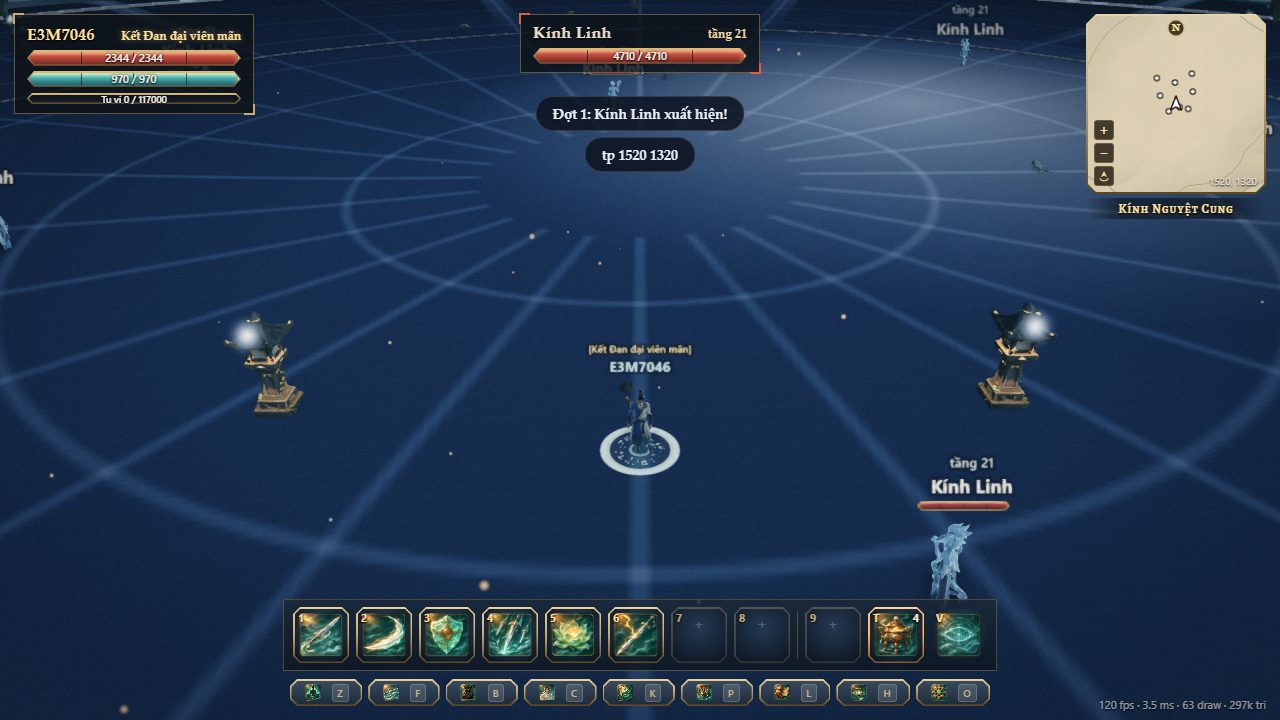 E3M7046 Kết Đan đại viên mãn
2344 / 2344
970 / 970
Tu vi 0 / 117000
Kính Linh tầng 21
4710 / 4710
Kính Linh
Đợt 1: Kính Linh xuất hiện!
tp 1520 1320
tầng 21
Kính Linh
N
+
−
1520, 1320
Kính Nguyệt Cung
nh
h
[Kết Đan đại viên mãn]
E3M7046
tầng 21
Kính Linh
1 2 3 4 5 6 7 + 8 + 9 + T 4 V
Z F B C K P L H O
120 fps · 3.5 ms · 63 draw · 297k tri